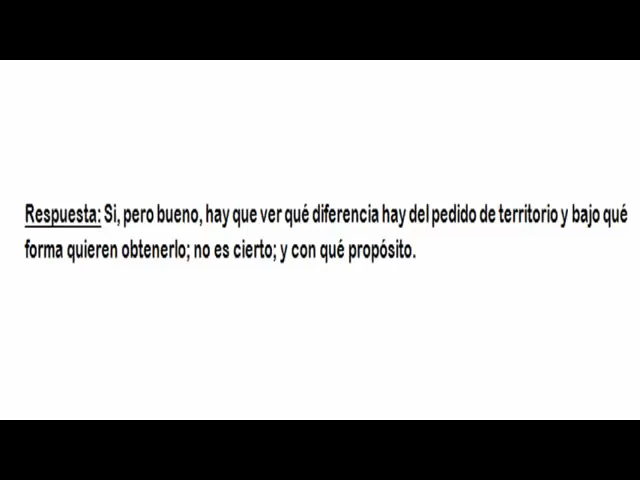 Respuesta: Si, pero bueno, hay que ver qué diferencia hay del pedido de territorio y bajo qué
forma quieren obtenerlo; no es cierto; y con qué propósito.